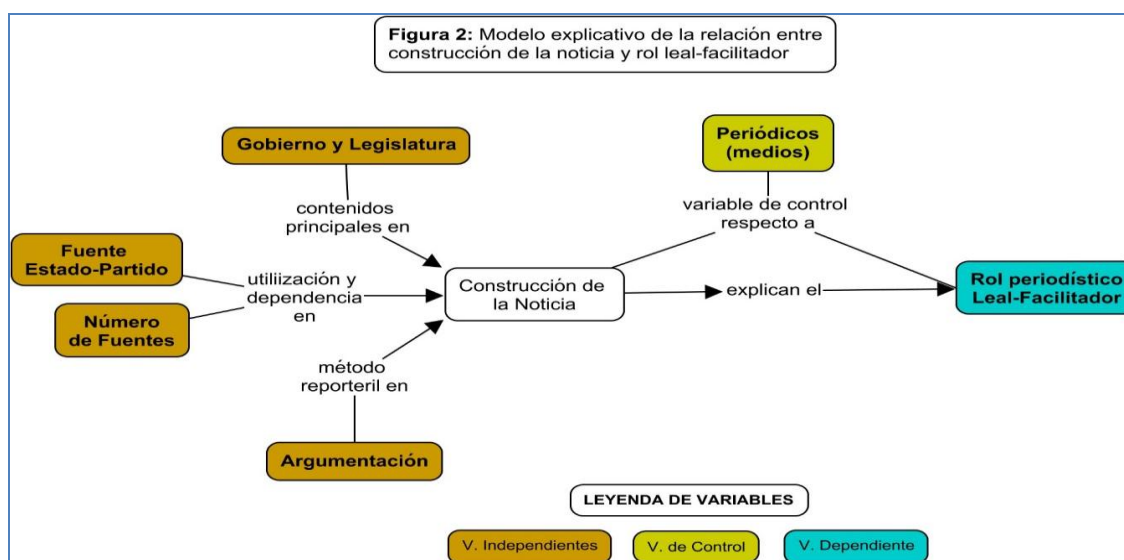 Figura 2: Modelo explicativo de la relación entre
construcción de la noticia y rol leal-facilitador
Gobierno y Legislatura
Periódicos
(medios)
contenidos
principales en
variable de control
respecto a
Fuente
Estado-Partido
utiliización y
dependencia
en
Número
de Fuentes
Construcción de
la Noticia
explican el
Rol periodístico
Leal-Facilitador
método
reporteril en
Argumentación
LEYENDA DE VARIABLES
V. Independientes
V. de Control
V. Dependiente